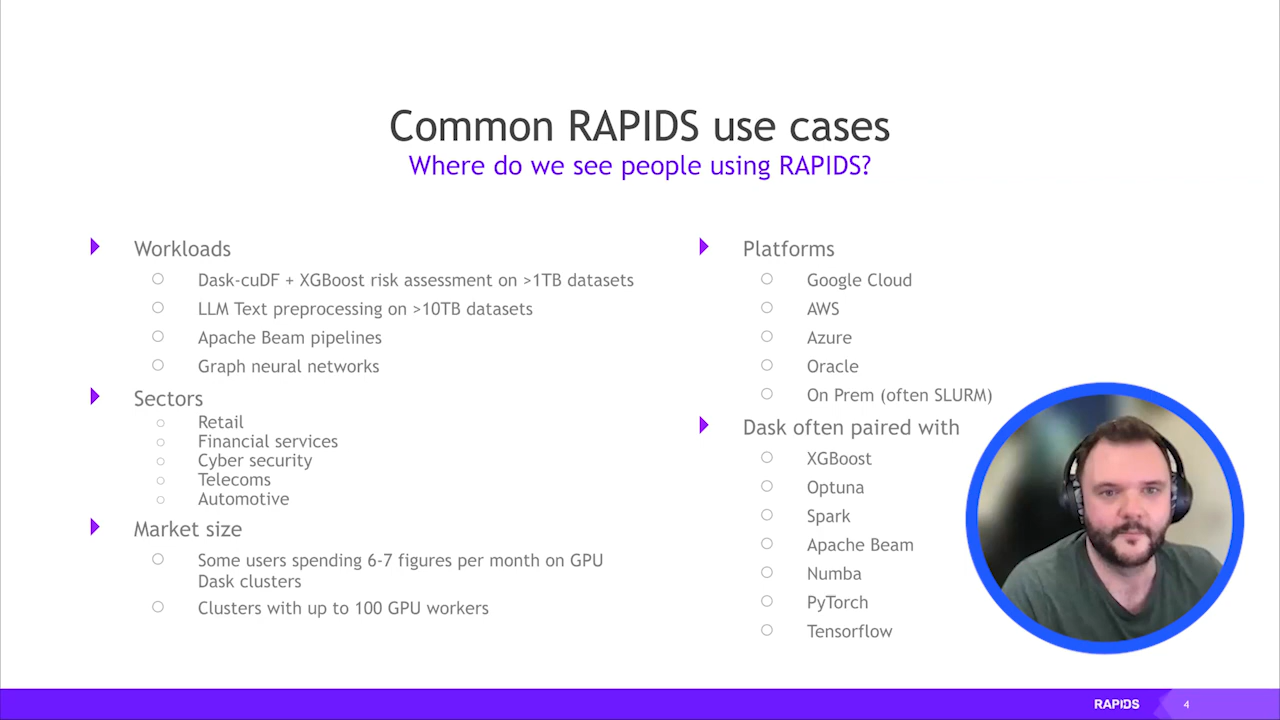 Common RAPIDS use cases
Where do we see people using RAPIDS?
Workloads
Dask-cuDF + XGBoost risk assessment on >1TB datasets
LLM Text preprocessing on >10TB datasets
Apache Beam pipelines
Graph neural networks
Sectors
Retail
Financial services
Cyber security
Telecoms
Automotive
Market size
Some users spending 6-7 figures per month on GPU
Dask clusters
Clusters with up to 100 GPU workers
Platforms
Google Cloud
AWS
Azure
Oracle
On Prem (often SLURM)
Dask often paired with
XGBoost
Optuna
Spark
Apache Beam
Numba
PyTorch
Tensorflow
RAPIDS
4